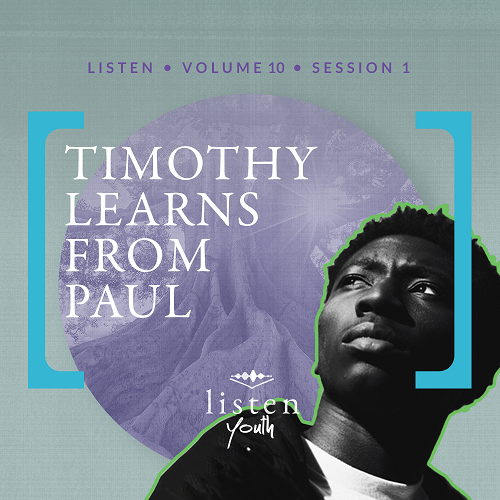 LISTEN • VOLUME 10 • SESSION 1
TIMOTHY
LEARNS
FROM
PAUL
listen
youth